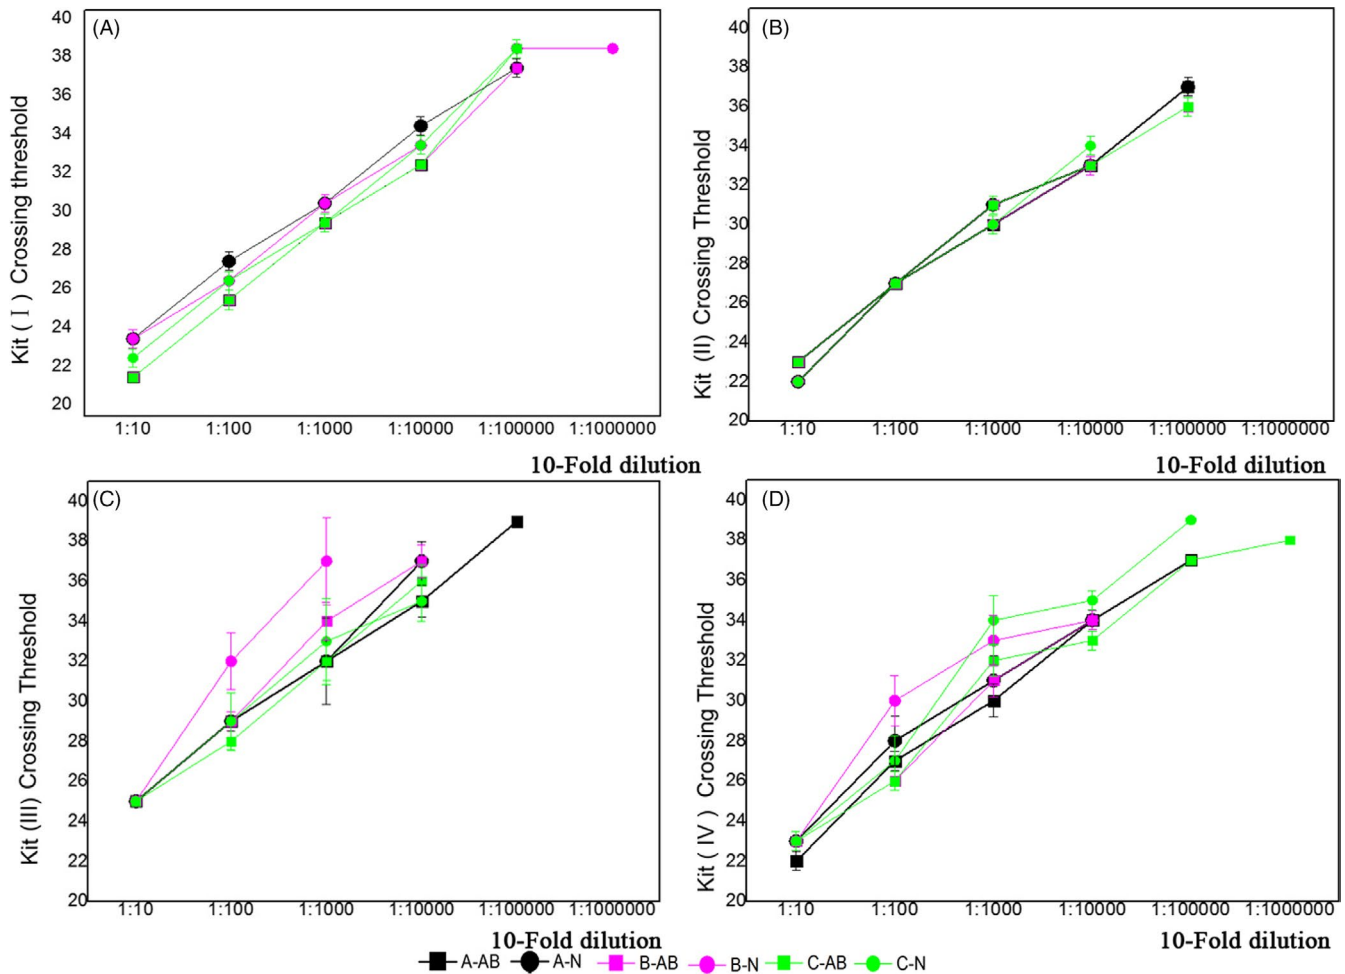 (A)
Kit ( I ) Crossing threshold
40
38
36
34
32
30
28
26
24
22
20
1:10 1:100 1:1000 1:10000 1:100000 1:1000000
10-Fold dilution
(B)
Kit (II) Crossing Threshold
40
38
36
34
32
30
28
26
24
22
20
1:10 1:100 1:1000 1:10000 1:100000 1:1000000
10-Fold dilution
(C)
Kit (III) Crossing Threshold
40
38
36
34
32
30
28
26
24
22
20
1:10 1:100 1:1000 1:10000 1:100000 1:1000000
10-Fold dilution
(D)
Kit ( IV ) Crossing Threshold
40
38
36
34
32
30
28
26
24
22
20
1:10 1:100 1:1000 1:10000 1:100000 1:1000000
10-Fold dilution
A-AB A-N B-AB B-N C-AB C-N